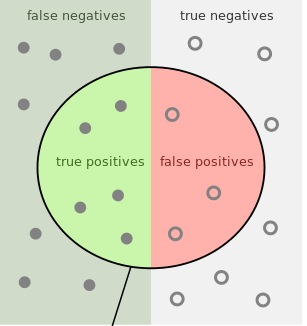 false negatives
true negatives
true positives
false positives